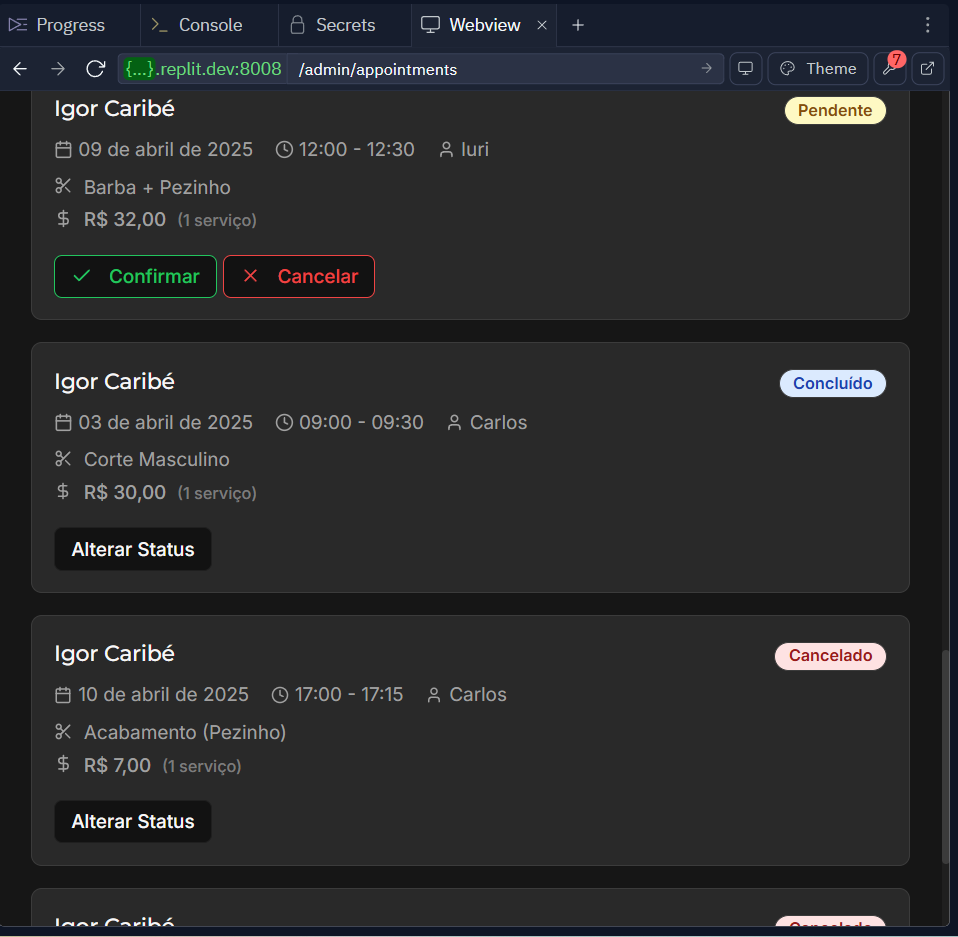 Progress Console Secrets Webview
{...}.replit.dev:8008 /admin/appointments Theme 7
Igor Caribé Pendente
09 de abril de 2025 12:00 - 12:30 Iuri
Barba + Pezinho
R$ 32,00 (1 serviço)
Confirmar Cancelar
Igor Caribé Concluído
03 de abril de 2025 09:00 - 09:30 Carlos
Corte Masculino
R$ 30,00 (1 serviço)
Alterar Status
Igor Caribé Cancelado
10 de abril de 2025 17:00 - 17:15 Carlos
Acabamento (Pezinho)
R$ 7,00 (1 serviço)
Alterar Status
Igor Caribé Cancelado